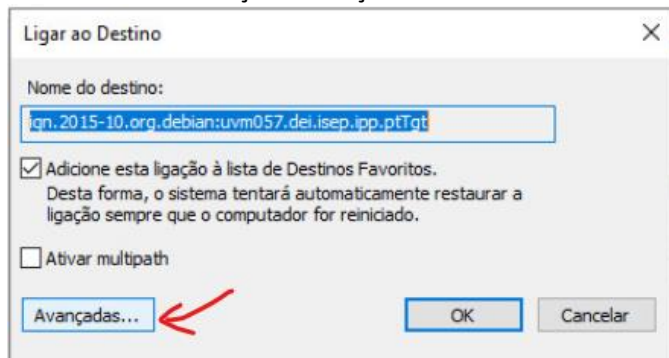 Ligar ao Destino
Nome do destino:
iqn.2015-10.org.debian:uvm057.dei.isep.ipp.ptTgt
Adicione esta ligação à lista de Destinos Favoritos.
Desta forma, o sistema tentará automaticamente restaurar a
ligação sempre que o computador for reiniciado.
Ativar multipath
Avançadas... OK Cancelar